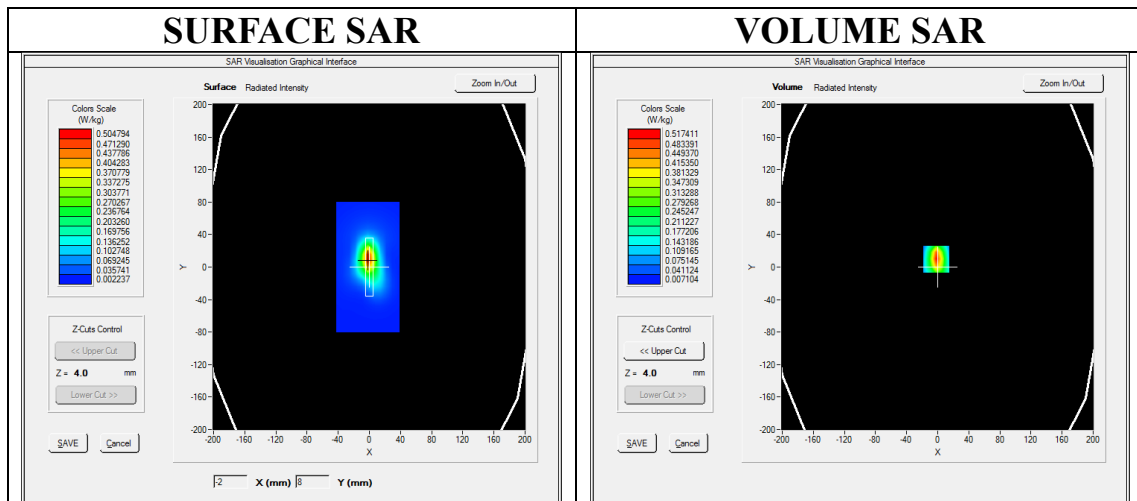 SURFACE SAR
SAR Visualisation Graphical Interface
Surface Radiated Intensity
Zoom In/Out
Colors Scale
(W/kg)
0.504794
0.471290
0.437786
0.404283
0.370779
0.337275
0.303771
0.270267
0.236764
0.203260
0.169756
0.136252
0.102748
0.069245
0.035741
0.002237
Z-Cuts Control
<< Upper Cut
Z = 4.0 mm
Lower Cut >>
SAVE Cancel
Y
200
160
120
80
40
0
-40
-80
-120
-160
-200
-200 -160 -120 -80 -40 0 40 80 120 160 200
X
-2 X (mm) 8 Y (mm)
VOLUME SAR
SAR Visualisation Graphical Interface
Volume Radiated Intensity
Zoom In/Out
Colors Scale
(W/kg)
0.517411
0.483391
0.449370
0.415350
0.381329
0.347309
0.313288
0.279268
0.245247
0.211227
0.177206
0.143186
0.109165
0.075145
0.041124
0.007104
Z-Cuts Control
<< Upper Cut
Z = 4.0 mm
Lower Cut >>
SAVE Cancel
Y
200
160
120
80
40
0
-40
-80
-120
-160
-200
-200 -160 -120 -80 -40 0 40 80 120 160 200
X